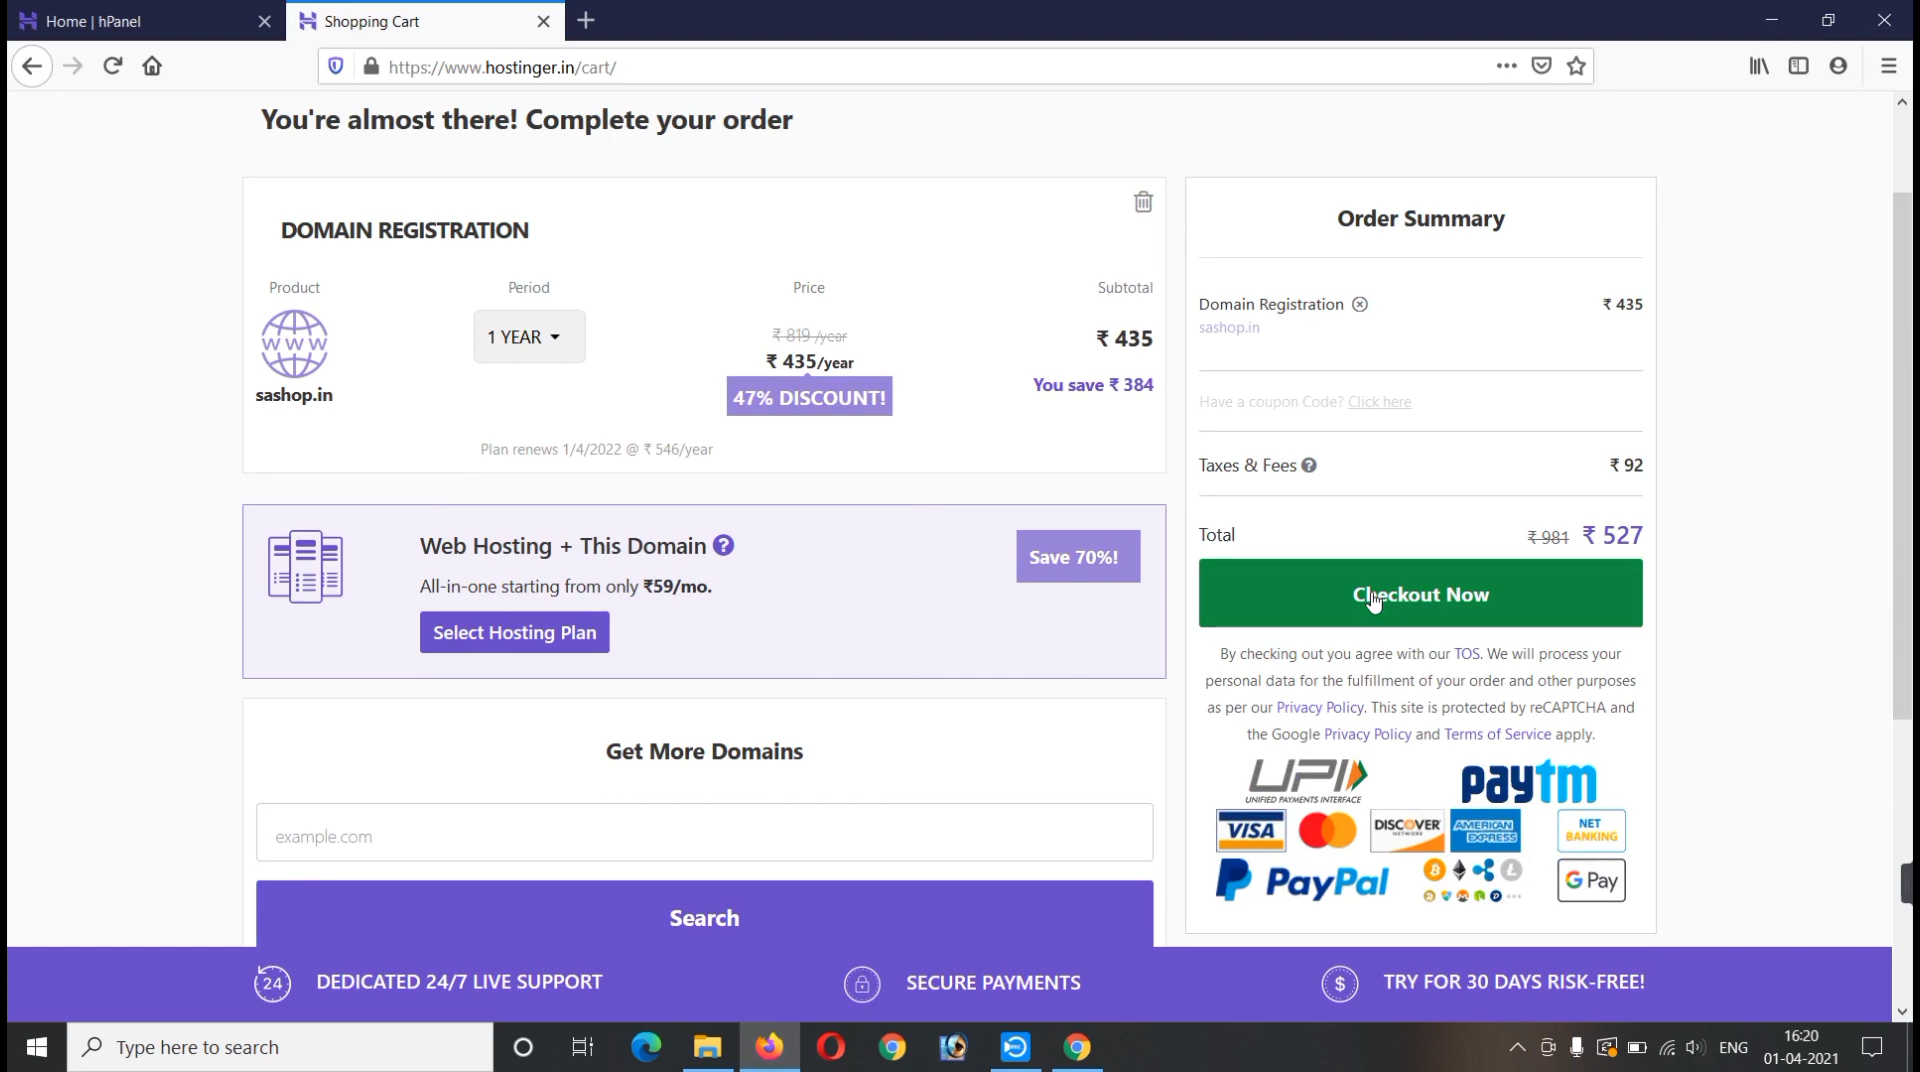 Home | hPanel
Shopping Cart
https://www.hostinger.in/cart/
You're almost there! Complete your order
DOMAIN REGISTRATION
Product
Period
Price
Subtotal
WWW
1 YEAR
₹ 819 /year
₹ 435/year
₹ 435
47% DISCOUNT!
You save ₹ 384
sashop.in
Plan renews 1/4/2022 @ ₹ 546/year
Web Hosting + This Domain ?
All-in-one starting from only ₹59/mo.
Select Hosting Plan
Save 70%!
Get More Domains
example.com
Search
Order Summary
Domain Registration
₹ 435
sashop.in
Have a coupon Code? Click here
Taxes & Fees ?
₹ 92
Total
₹ 981 ₹ 527
Checkout Now
By checking out you agree with our TOS. We will process your
personal data for the fulfillment of your order and other purposes
as per our Privacy Policy. This site is protected by reCAPTCHA and
the Google Privacy Policy and Terms of Service apply.
UPI
UNIFIED PAYMENTS INTERFACE
paytm
VISA
DISCOVER
NETWORK
AMERICAN
EXPRESS
NET
BANKING
PayPal
G Pay
24
DEDICATED 24/7 LIVE SUPPORT
SECURE PAYMENTS
$
TRY FOR 30 DAYS RISK-FREE!
Type here to search
ENG
16:20
01-04-2021